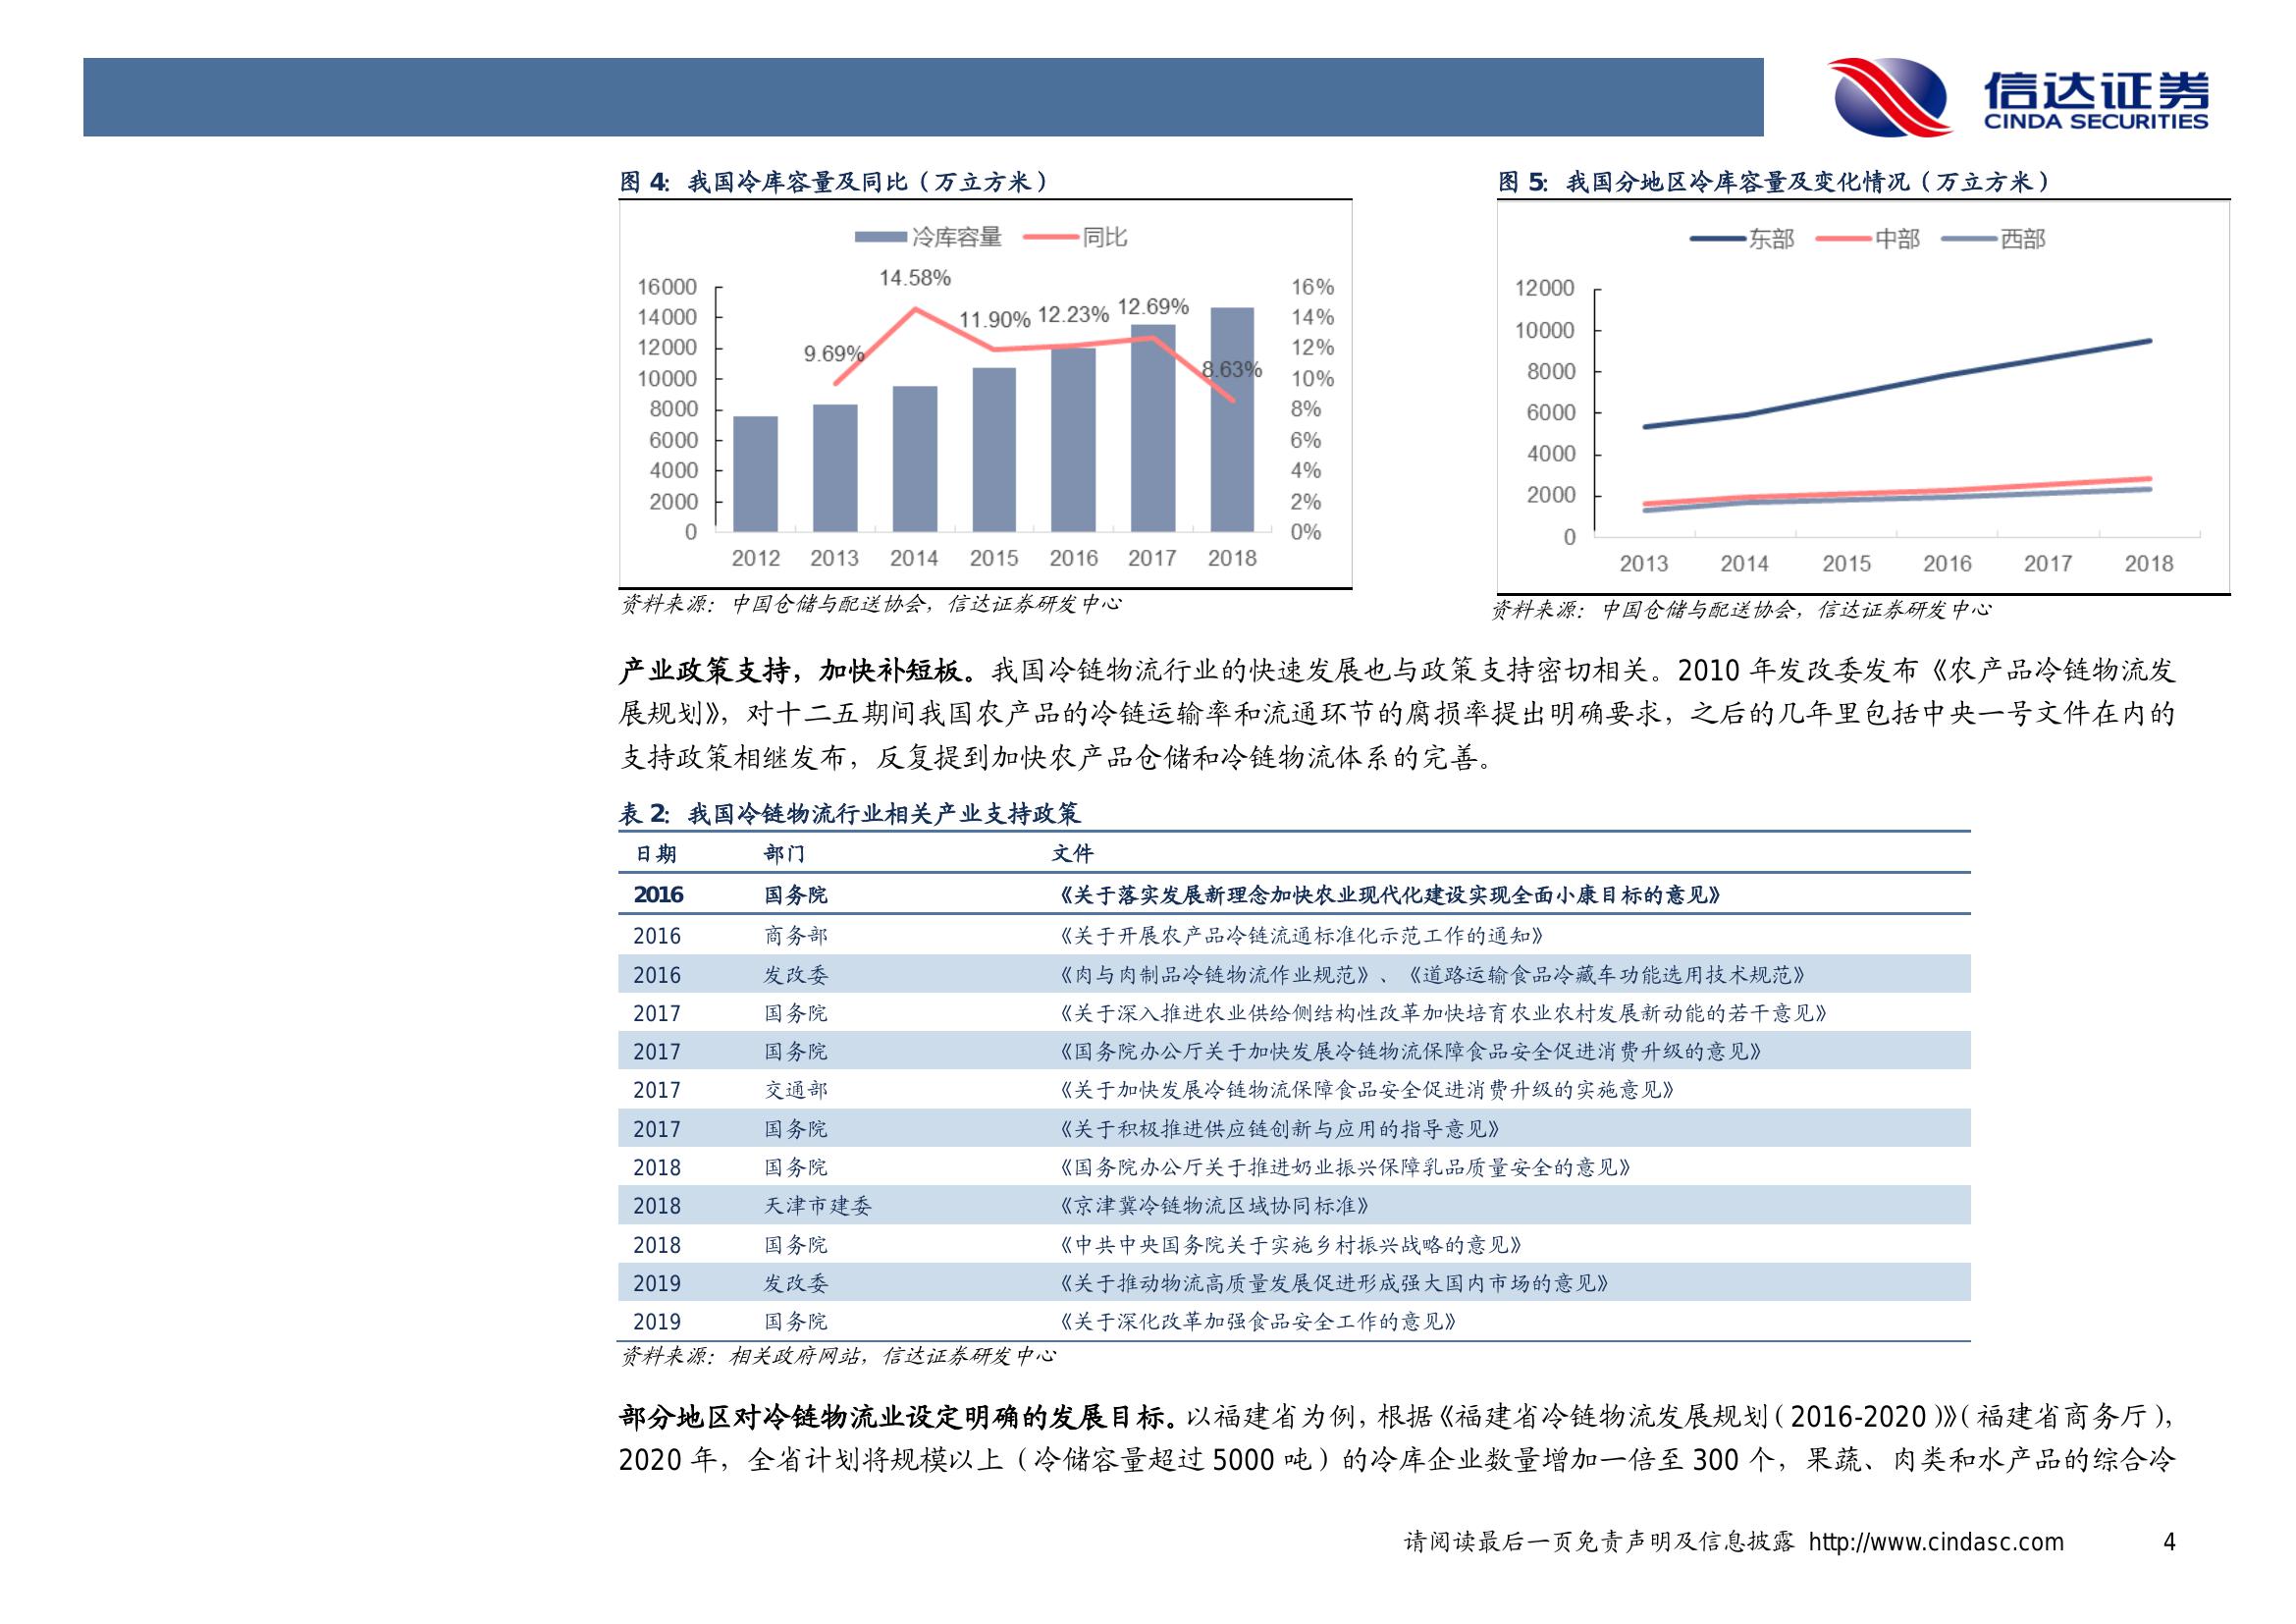 信达证券
CINDA SECURITIES
图 4: 我国冷库容量及同比（万立方米）
冷库容量 同比
16000
14000
12000
10000
8000
6000
4000
2000
0
9.69%
14.58%
11.90%
12.23%
12.69%
8.63%
16%
14%
12%
10%
8%
6%
4%
2%
0%
2012 2013 2014 2015 2016 2017 2018
资料来源：中国仓储与配送协会，信达证券研发中心
图 5: 我国分地区冷库容量及变化情况（万立方米）
东部 中部 西部
12000
10000
8000
6000
4000
2000
0
2013 2014 2015 2016 2017 2018
资料来源：中国仓储与配送协会，信达证券研发中心
产业政策支持，加快补短板。我国冷链物流行业的快速发展也与政策支持密切相关。2010 年发改委发布《农产品冷链物流发
展规划》，对十二五期间我国农产品的冷链运输率和流通环节的腐损率提出明确要求，之后的几年里包括中央一号文件在内的
支持政策相继发布，反复提到加快农产品仓储和冷链物流体系的完善。
表 2: 我国冷链物流行业相关产业支持政策
日期 部门 文件
2016 国务院 《关于落实发展新理念加快农业现代化建设实现全面小康目标的意见》
2016 商务部 《关于开展农产品冷链流通标准化示范工作的通知》
2016 发改委 《肉与肉制品冷链物流作业规范》、《道路运输食品冷藏车功能选用技术规范》
2017 国务院 《关于深入推进农业供给侧结构性改革加快培育农业农村发展新动能的若干意见》
2017 国务院 《国务院办公厅关于加快发展冷链物流保障食品安全促进消费升级的意见》
2017 交通部 《关于加快发展冷链物流保障食品安全促进消费升级的实施意见》
2017 国务院 《关于积极推进供应链创新与应用的指导意见》
2018 国务院 《国务院办公厅关于推进奶业振兴保障乳品质量安全的意见》
2018 天津市建委 《京津冀冷链物流区域协同标准》
2018 国务院 《中共中央国务院关于实施乡村振兴战略的意见》
2019 发改委 《关于推动物流高质量发展促进形成强大国内市场的意见》
2019 国务院 《关于深化改革加强食品安全工作的意见》
资料来源：相关政府网站，信达证券研发中心
部分地区对冷链物流业设定明确的发展目标。以福建省为例，根据《福建省冷链物流发展规划（2016-2020）》（福建省商务厅），
2020 年，全省计划将规模以上（冷储容量超过 5000 吨）的冷库企业数量增加一倍至 300 个，果蔬、肉类和水产品的综合冷
请阅读最后一页免责声明及信息披露 http://www.cindasc.com 4